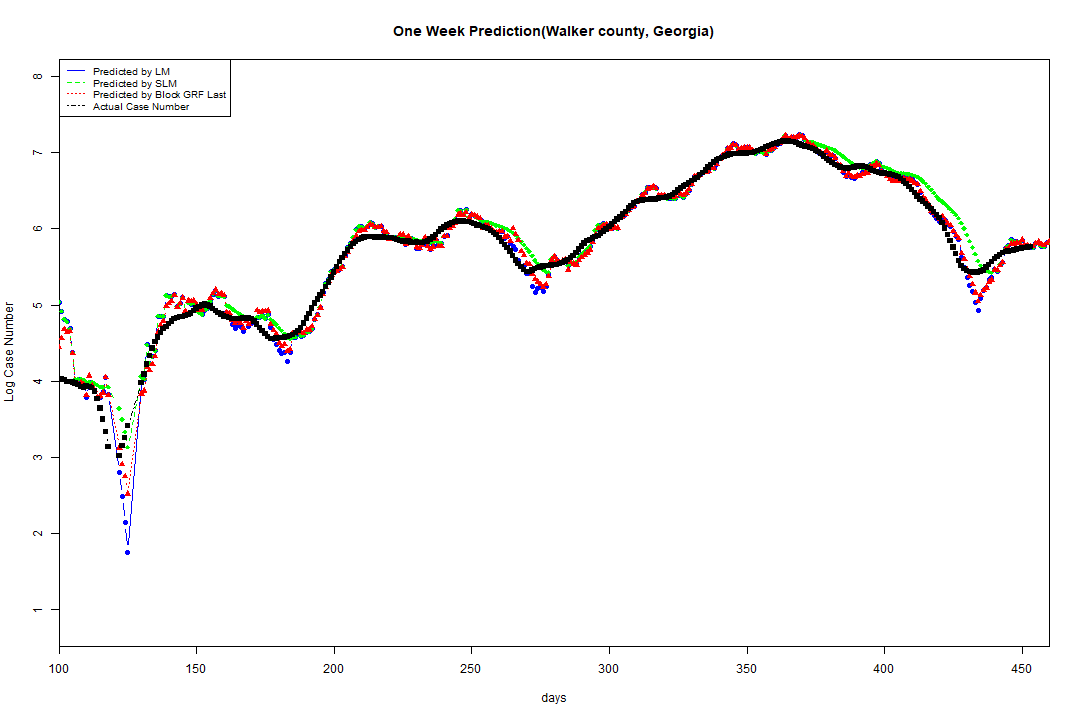 One Week Prediction(Walker county, Georgia)
Predicted by LM
Predicted by SLM
Predicted by Block GRF Last
Actual Case Number
8
7
6
5
4
3
2
1
Log Case Number
100 150 200 250 300 350 400 450
days